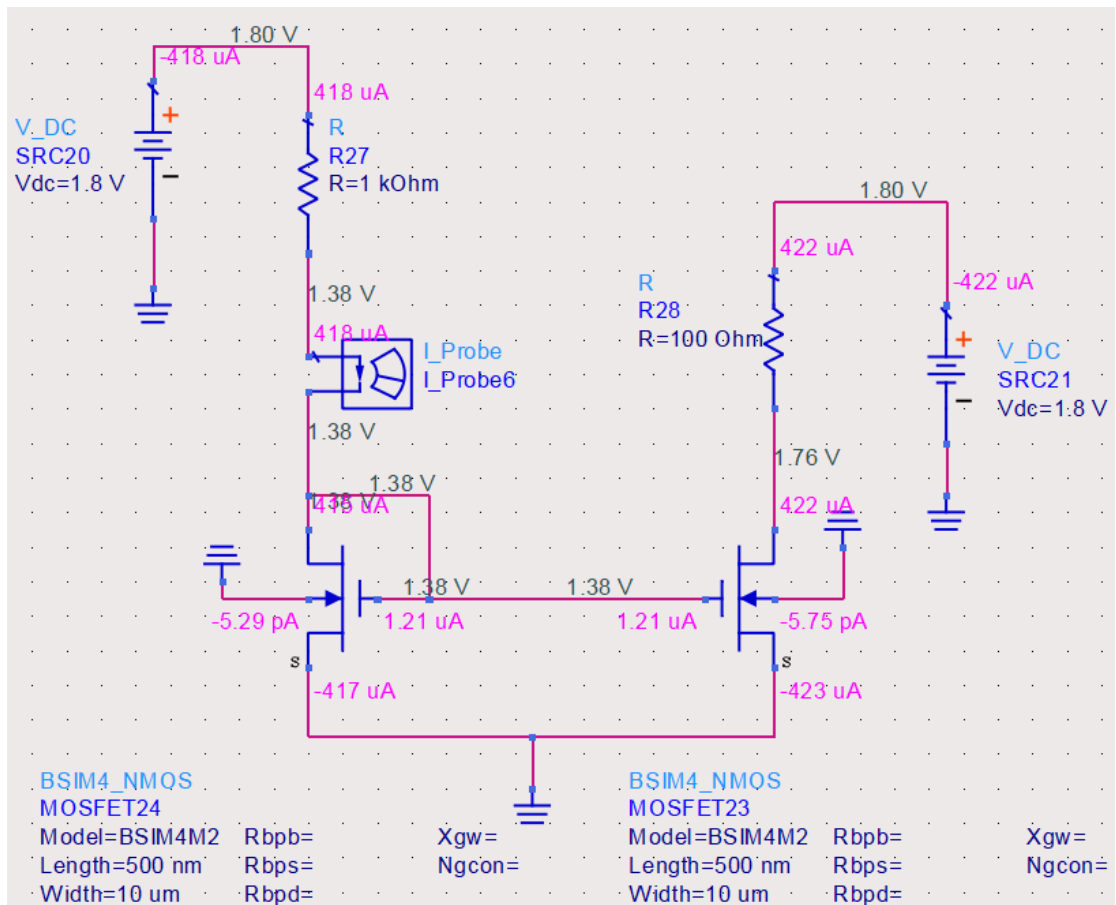 1.80 V
-418 uA
418 uA
V_DC
SRC20
Vdc=1.8 V
+
−
R
R27
R=1 kOhm
1.38 V
418 uA
I_Probe
I_Probe6
1.38 V
1.38 V
1.38 V
1.80 V
422 uA
-422 uA
R
R28
R=100 Ohm
+
−
V_DC
SRC21
Vdc=1.8 V
1.76 V
422 uA
1.38 V
1.38 V
-5.29 pA
1.21 uA
1.21 uA
-5.75 pA
s
s
-417 uA
-423 uA
BSIM4_NMOS
MOSFET24
Model=BSIM4M2 Rbpb= Xgw=
Length=500 nm Rbps= Ngcon=
Width=10 um Rbpd=
BSIM4_NMOS
MOSFET23
Model=BSIM4M2 Rbpb= Xgw=
Length=500 nm Rbps= Ngcon=
Width=10 um Rbpd=